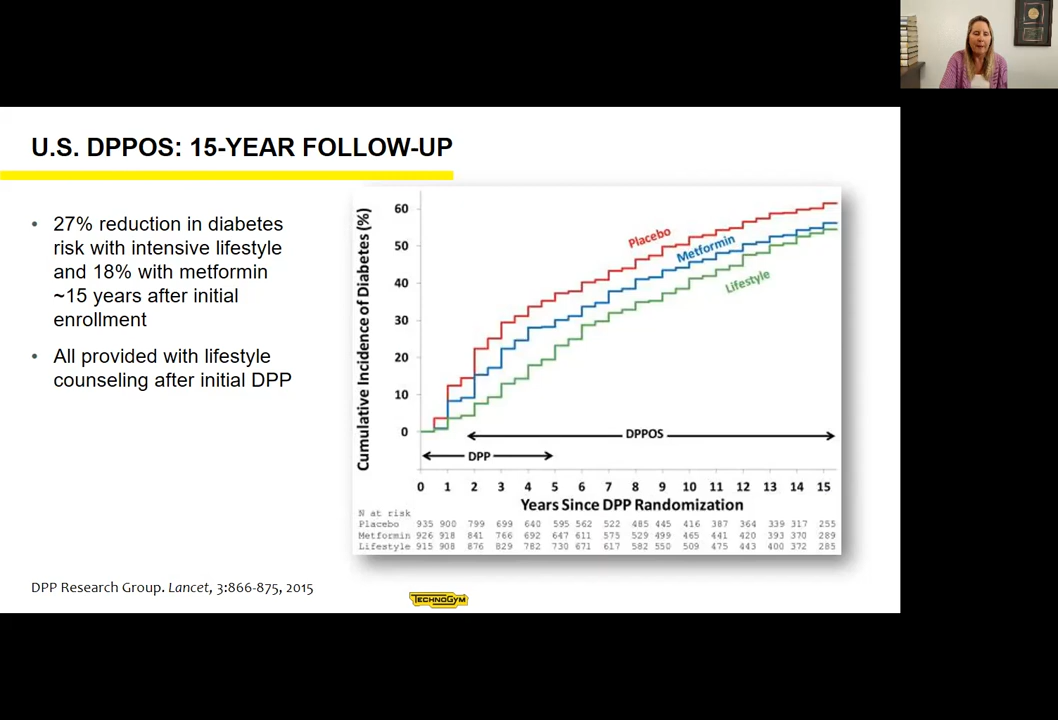 U.S. DPPOS: 15-YEAR FOLLOW-UP
• 27% reduction in diabetes
risk with intensive lifestyle
and 18% with metformin
~15 years after initial
enrollment
• All provided with lifestyle
counseling after initial DPP
Cumulative Incidence of Diabetes (%)
60
50
40
30
20
10
0
Placebo
Metformin
Lifestyle
DPPOS
DPP
0 1 2 3 4 5 6 7 8 9 10 11 12 13 14 15
Years Since DPP Randomization
N at risk
Placebo 935 900 799 699 640 595 562 522 485 445 416 387 364 339 317 255
Metformin 926 918 841 766 692 647 611 575 529 499 465 441 420 393 370 289
Lifestyle 915 908 876 829 782 730 671 617 582 550 509 475 443 400 372 285
DPP Research Group. Lancet, 3:866-875, 2015
TECHNOGYM